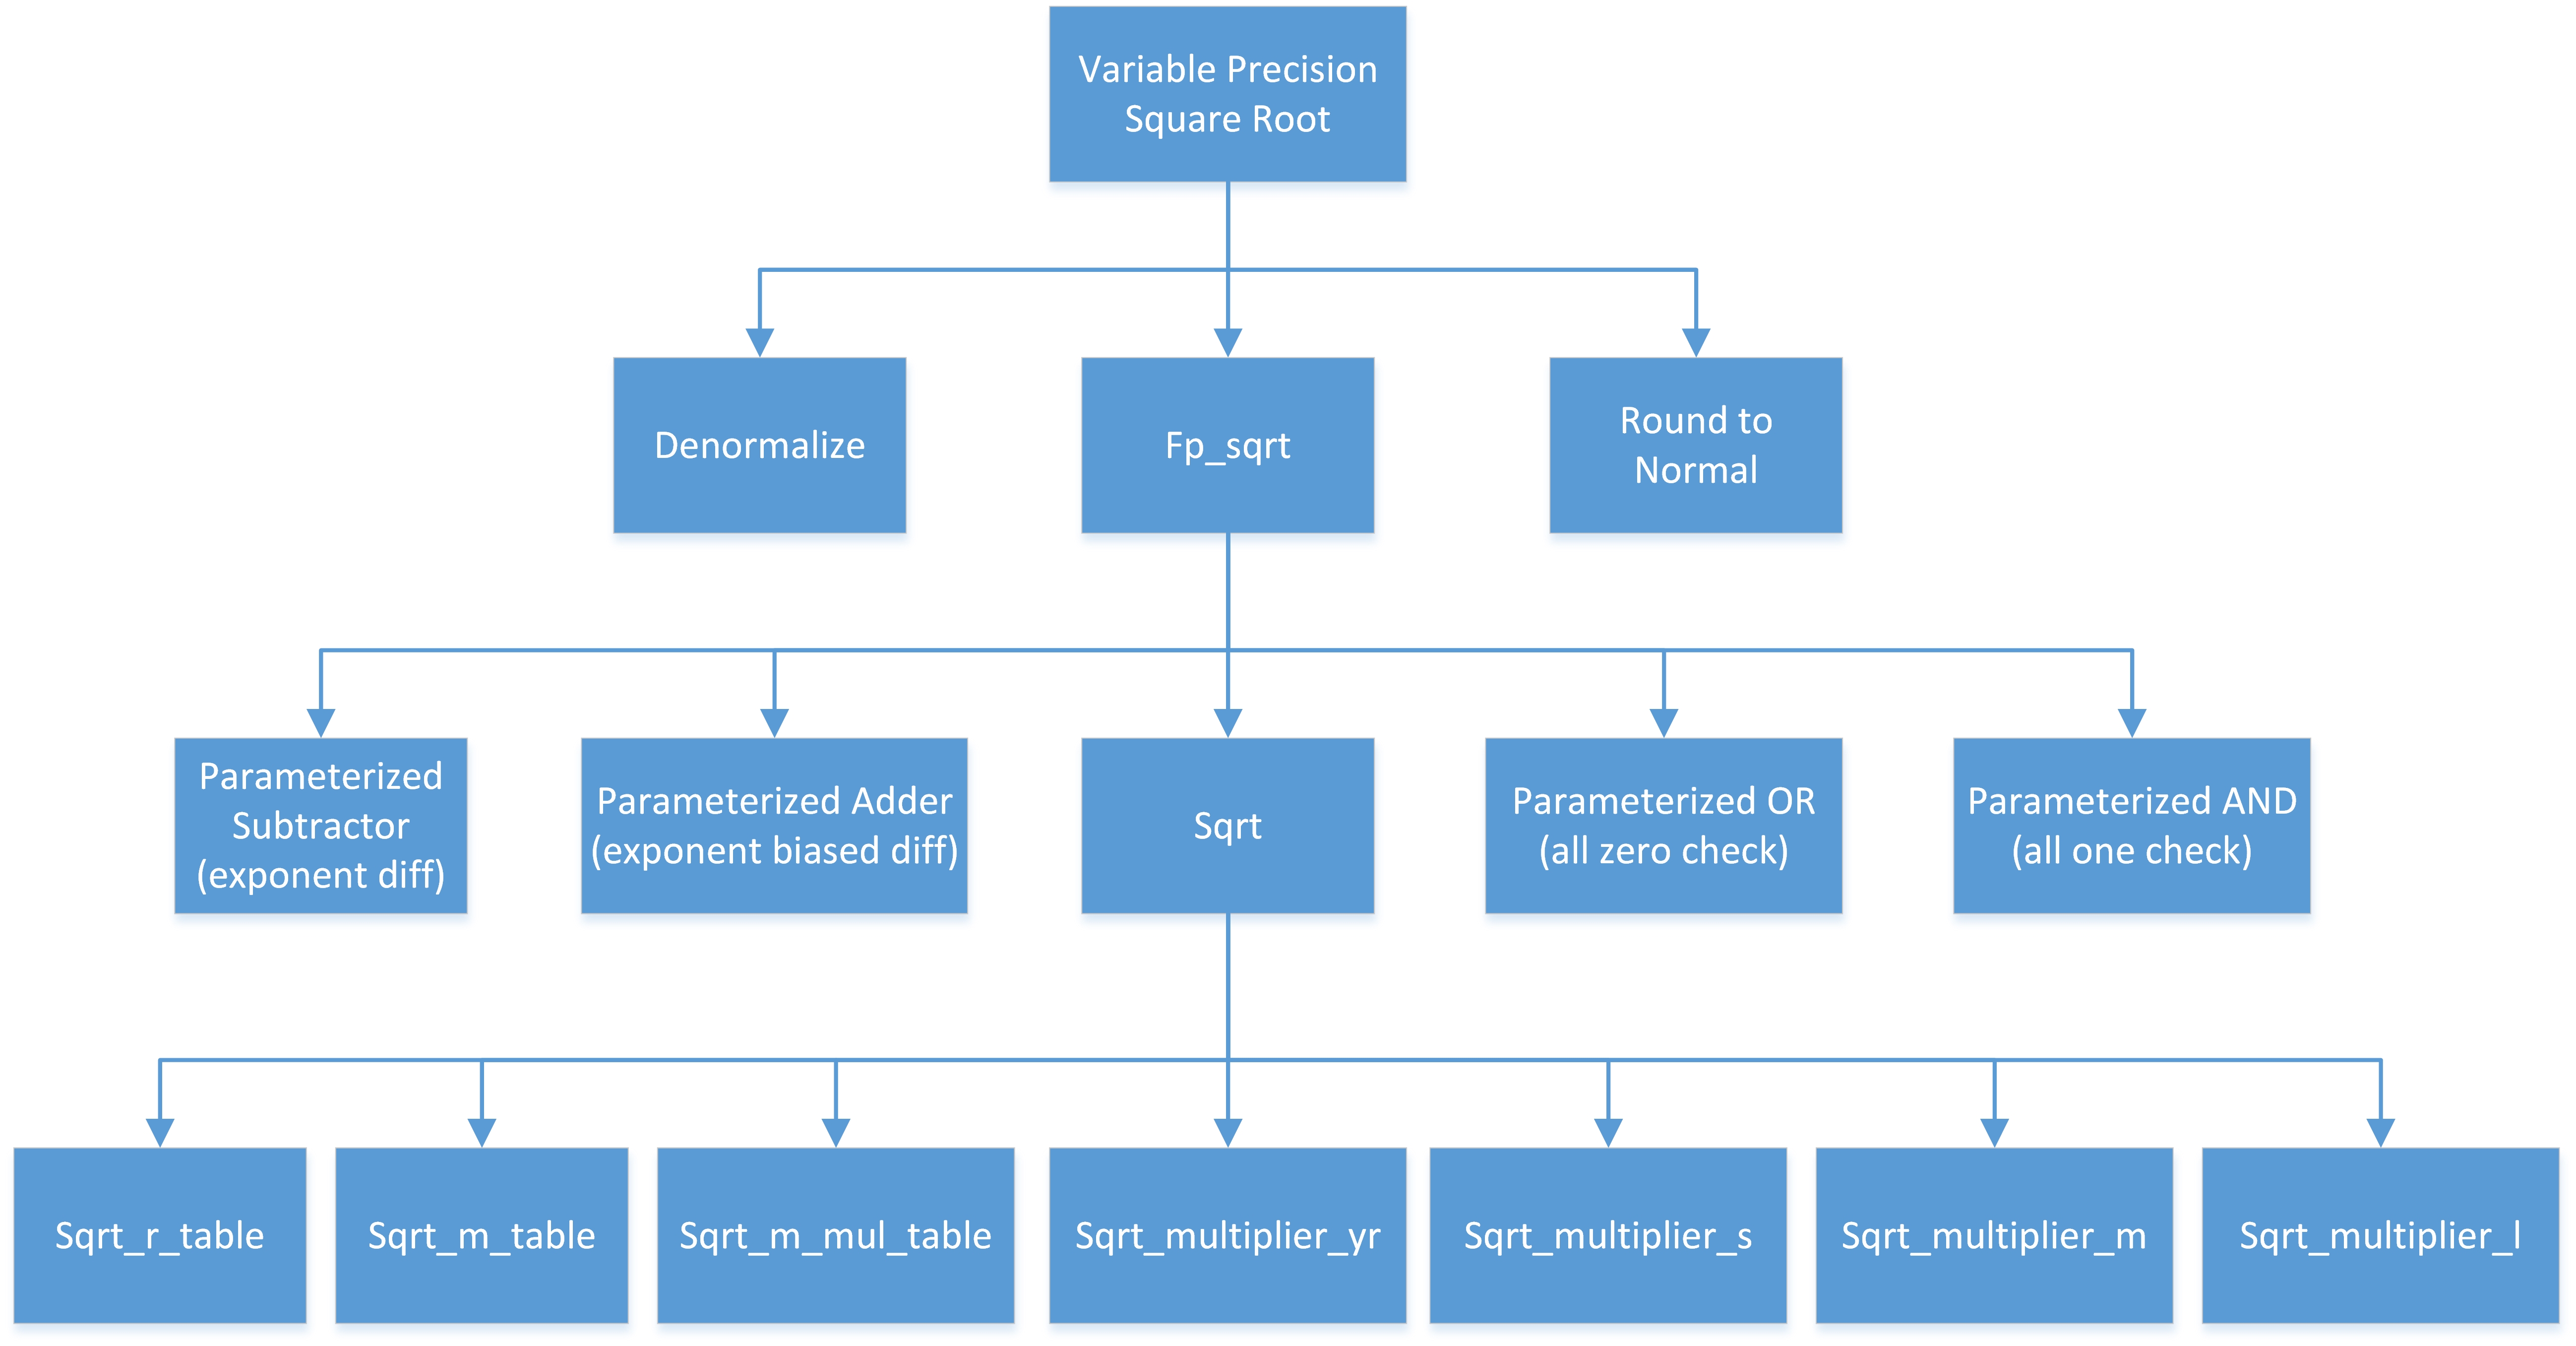 Variable Precision
Square Root
Denormalize
Fp_sqrt
Round to
Normal
Parameterized
Subtractor
(exponent diff)
Parameterized Adder
(exponent biased diff)
Sqrt
Parameterized OR
(all zero check)
Parameterized AND
(all one check)
Sqrt_r_table
Sqrt_m_table
Sqrt_m_mul_table
Sqrt_multiplier_yr
Sqrt_multiplier_s
Sqrt_multiplier_m
Sqrt_multiplier_l